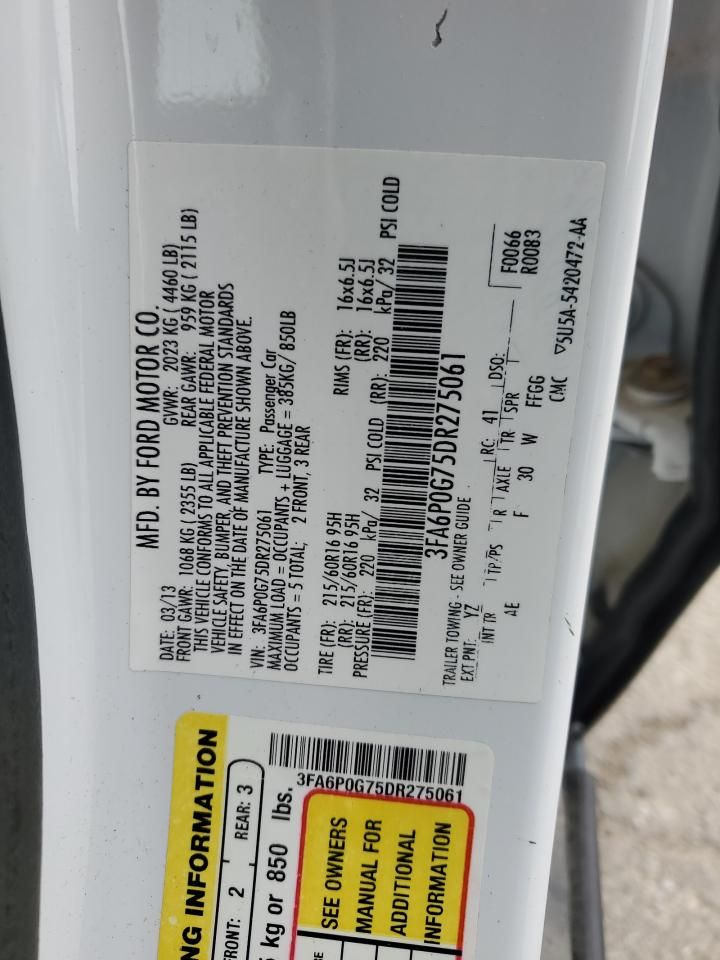 MFD. BY FORD MOTOR CO.
DATE: 03/13 GVWR: 2023 KG ( 4460 LB)
FRONT GAWR: 1068 KG ( 2355 LB) REAR GAWR: 959 KG ( 2115 LB)
THIS VEHICLE CONFORMS TO ALL APPLICABLE FEDERAL MOTOR
VEHICLE SAFETY, BUMPER, AND THEFT PREVENTION STANDARDS
IN EFFECT ON THE DATE OF MANUFACTURE SHOWN ABOVE.
VIN: 3FA6P0G75DR275061 TYPE: Passenger Car
MAXIMUM LOAD = OCCUPANTS + LUGGAGE = 385KG/ 850LB
OCCUPANTS = 5 TOTAL; 2 FRONT, 3 REAR
TIRE (FR): 215/60R16 95H RIMS (FR): 16x6.5J
(RR): 215/60R16 95H (RR): 16x6.5J
PRESSURE (FR): 220 kPa/ 32 PSI COLD (RR): 220 kPa/ 32 PSI COLD
3FA6P0G75DR275061
TRAILER TOWING - SEE OWNER GUIDE
F0066
R0083
EXT PNT: YZ RC: 41 DSO:
INT TR TP/PS R AXLE TR SPR
AE F 30 W FFGG
CMC ▽5U5A-5420472-AA
NG INFORMATION
FRONT: 2 REAR: 3
kg or 850 lbs.
3FA6P0G75DR275061
SEE OWNERS
MANUAL FOR
ADDITIONAL
INFORMATION